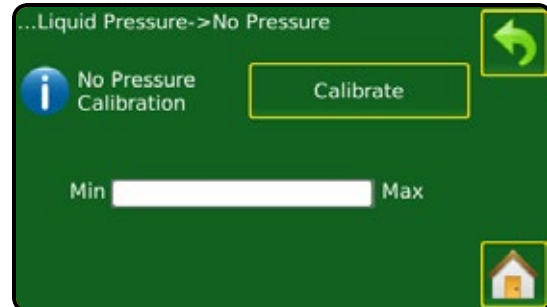 ...Liquid Pressure->No Pressure
No Pressure
Calibration
Calibrate
Min
Max